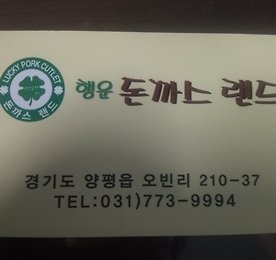 LUCKY PORK CUTLET
돈까스 랜드
행운 돈까스 랜드
경기도 양평읍 오빈리 210-37
TEL:031)773-9994